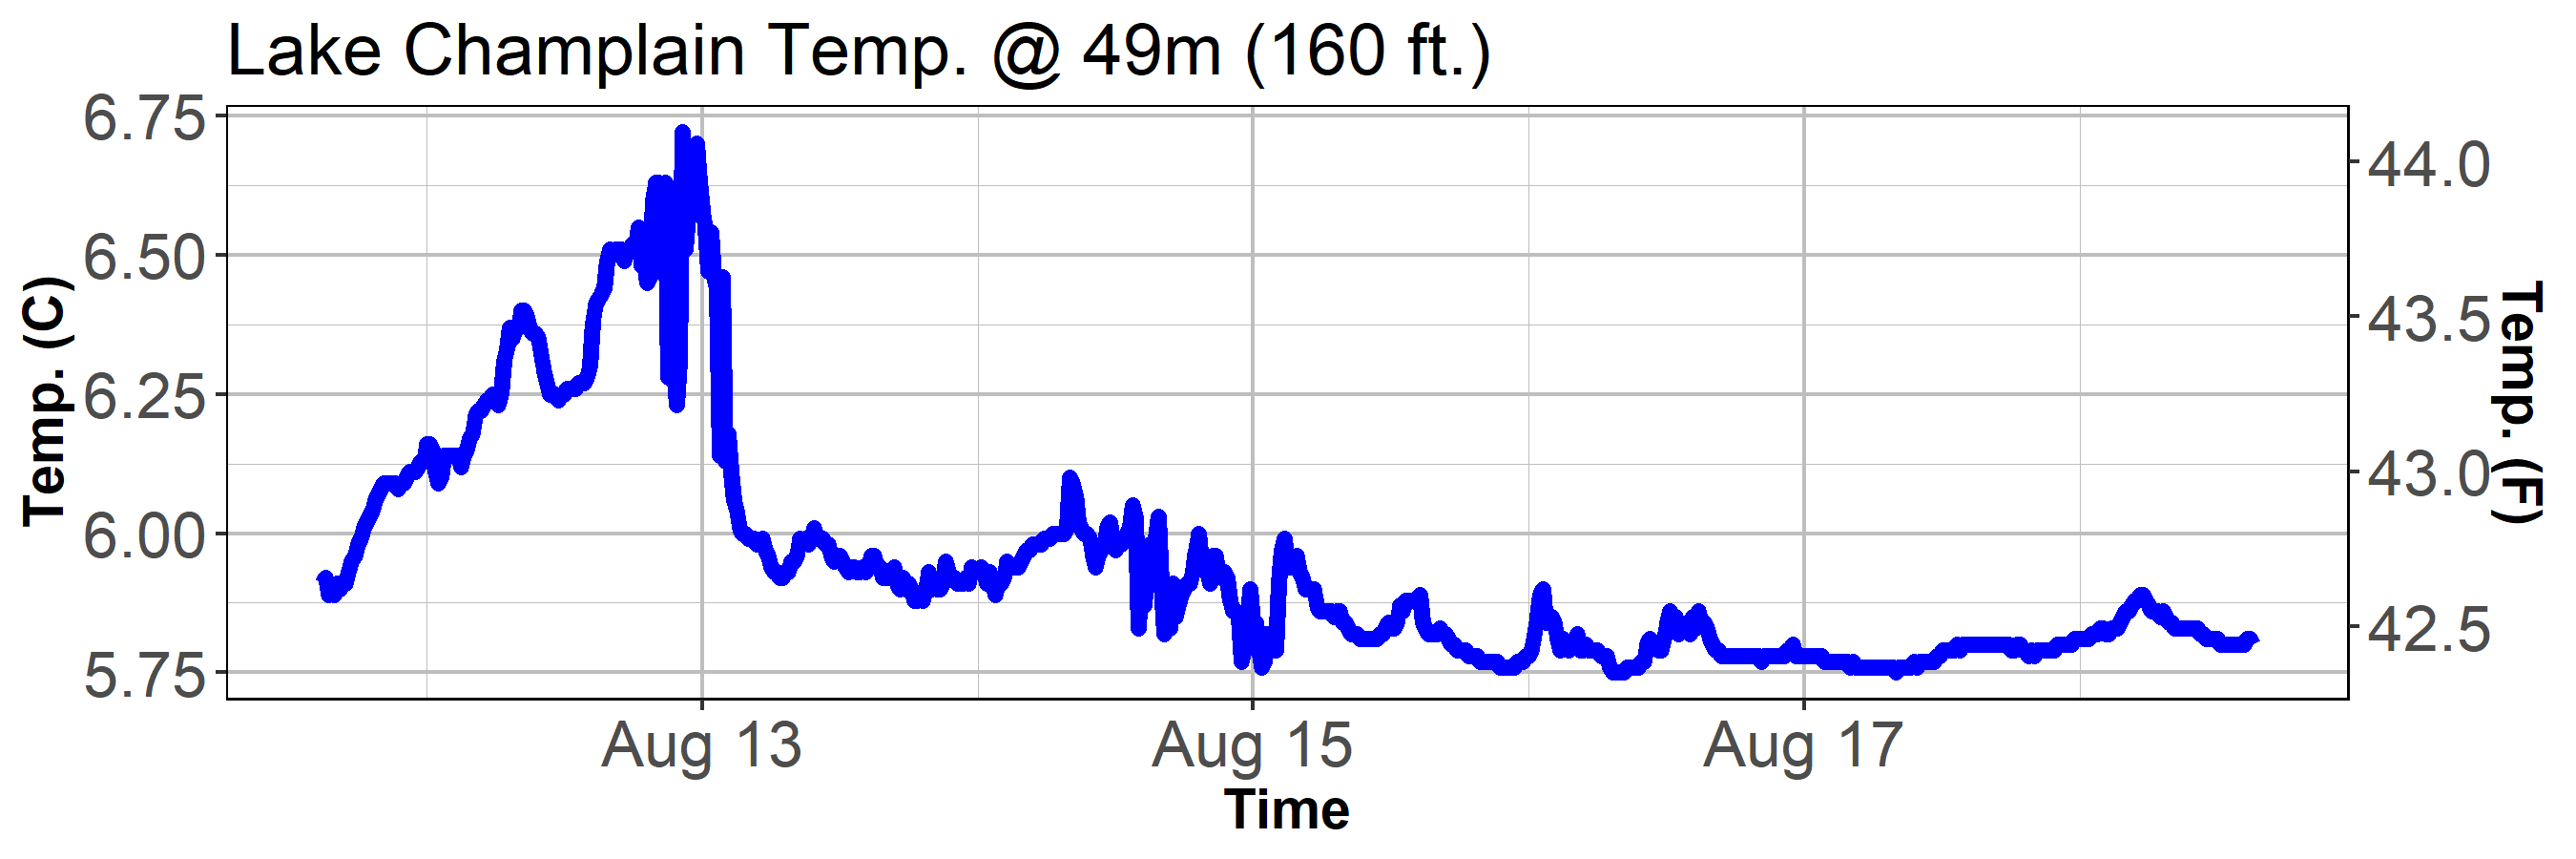 Lake Champlain Temp. @ 49m (160 ft.)
6.75
6.50
6.25
6.00
5.75
Temp. (C)
44.0
43.5
43.0
42.5
Temp. (F)
Aug 13
Aug 15
Aug 17
Time